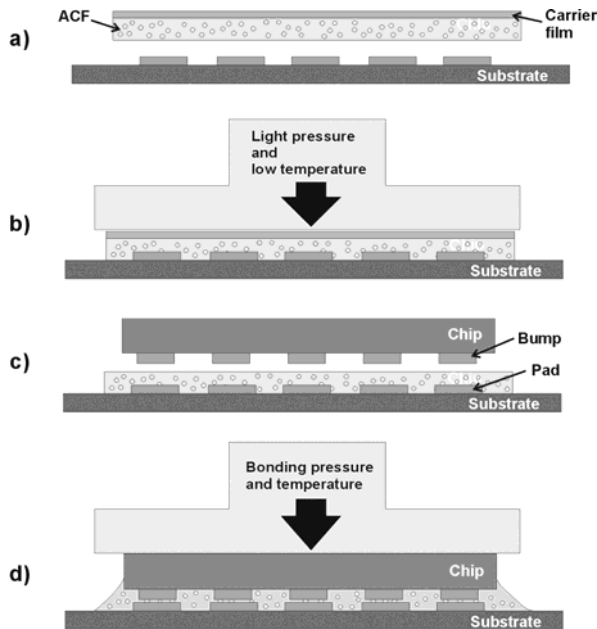 a)
ACF
Carrier
film
Substrate
b)
Light pressure
and
low temperature
Substrate
c)
Chip
Bump
Pad
Substrate
d)
Bonding pressure
and temperature
Chip
Substrate